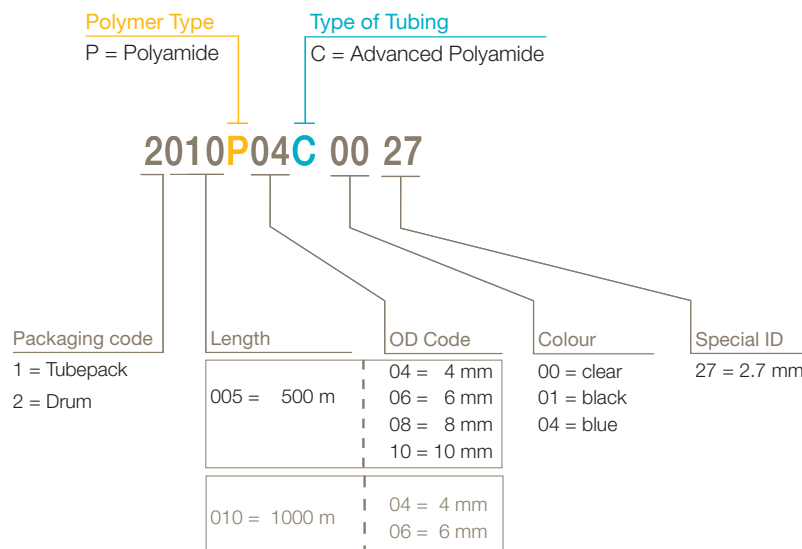 Polymer Type
P = Polyamide
Type of Tubing
C = Advanced Polyamide
2010P04C 00 27
Packaging code
1 = Tubepack
2 = Drum
Length
005 = 500 m
010 = 1000 m
OD Code
04 = 4 mm
06 = 6 mm
08 = 8 mm
10 = 10 mm
04 = 4 mm
06 = 6 mm
Colour
00 = clear
01 = black
04 = blue
Special ID
27 = 2.7 mm